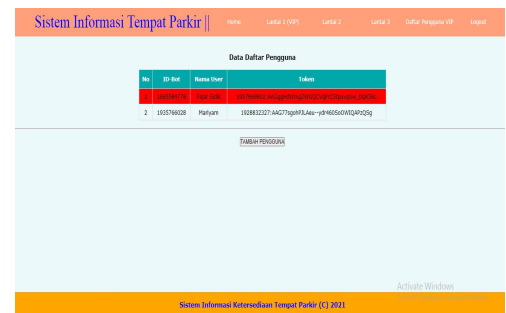 Sistem Informasi Tempat Parkir ||
Home Lantai 1 (VIP) Lantai 2 Lantai 3 Daftar Pengguna VIP Logout
Data Daftar Pengguna
No ID-Bot Nama User Token
1 Fajar
2 1935766028 Mariyam
TAMBAH PENGGUNA
Activate Windows
Sistem Informasi Ketersediaan Tempat Parkir (C) 2021